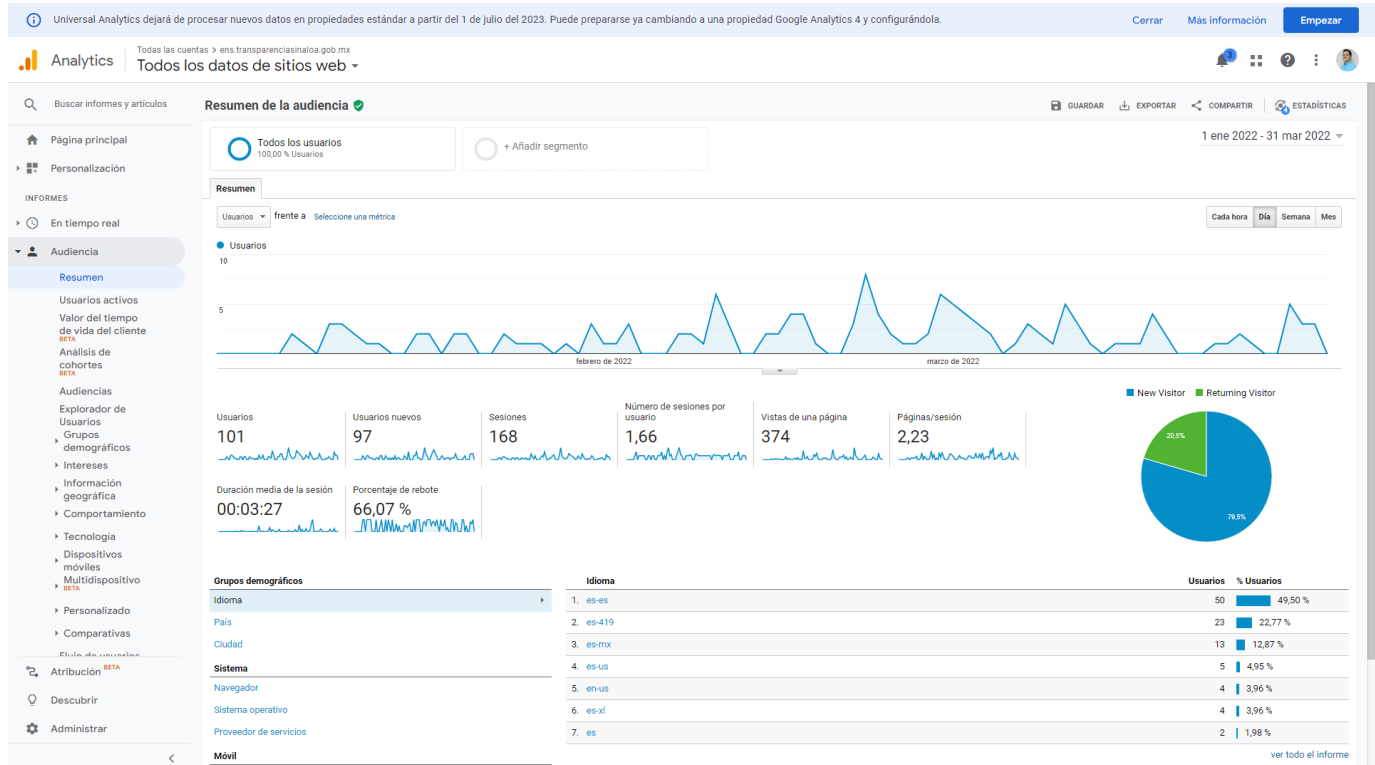 Universal Analytics dejará de procesar nuevos datos en propiedades estándar a partir del 1 de julio del 2023. Puede prepararse ya cambiando a una propiedad Google Analytics 4 y configurándola.
Cerrar
Más información
Empezar
Analytics
Todas las cuentas > ens.transparenciasinaloa.gob.mx
Todos los datos de sitios web
3
Buscar informes y artículos
Página principal
Personalización
INFORMES
En tiempo real
Audiencia
Resumen
Usuarios activos
Valor del tiempo
de vida del cliente
BETA
Análisis de
cohortes
BETA
Audiencias
Explorador de
Usuarios
Grupos
demográficos
Intereses
Información
geográfica
Comportamiento
Tecnología
Dispositivos
móviles
Multidispositivo
BETA
Personalizado
Comparativas
Flujo de usuarios
Atribución BETA
Descubrir
Administrar
Resumen de la audiencia
GUARDAR
EXPORTAR
COMPARTIR
4
ESTADÍSTICAS
Todos los usuarios
100,00 % Usuarios
+ Añadir segmento
1 ene 2022 - 31 mar 2022
Resumen
Usuarios
frente a
Seleccione una métrica
Cada hora
Día
Semana
Mes
Usuarios
10
5
febrero de 2022
marzo de 2022
Usuarios
101
Usuarios nuevos
97
Sesiones
168
Número de sesiones por
usuario
1,66
Vistas de una página
374
Páginas/sesión
2,23
Duración media de la sesión
00:03:27
Porcentaje de rebote
66,07 %
New Visitor
Returning Visitor
20,5%
79,5%
Grupos demográficos
Idioma
País
Ciudad
Sistema
Navegador
Sistema operativo
Proveedor de servicios
Móvil
Idioma Usuarios % Usuarios
1. es-es 50 49,50 %
2. es-419 23 22,77 %
3. es-mx 13 12,87 %
4. es-us 5 4,95 %
5. en-us 4 3,96 %
6. es-xl 4 3,96 %
7. es 2 1,98 %
ver todo el informe